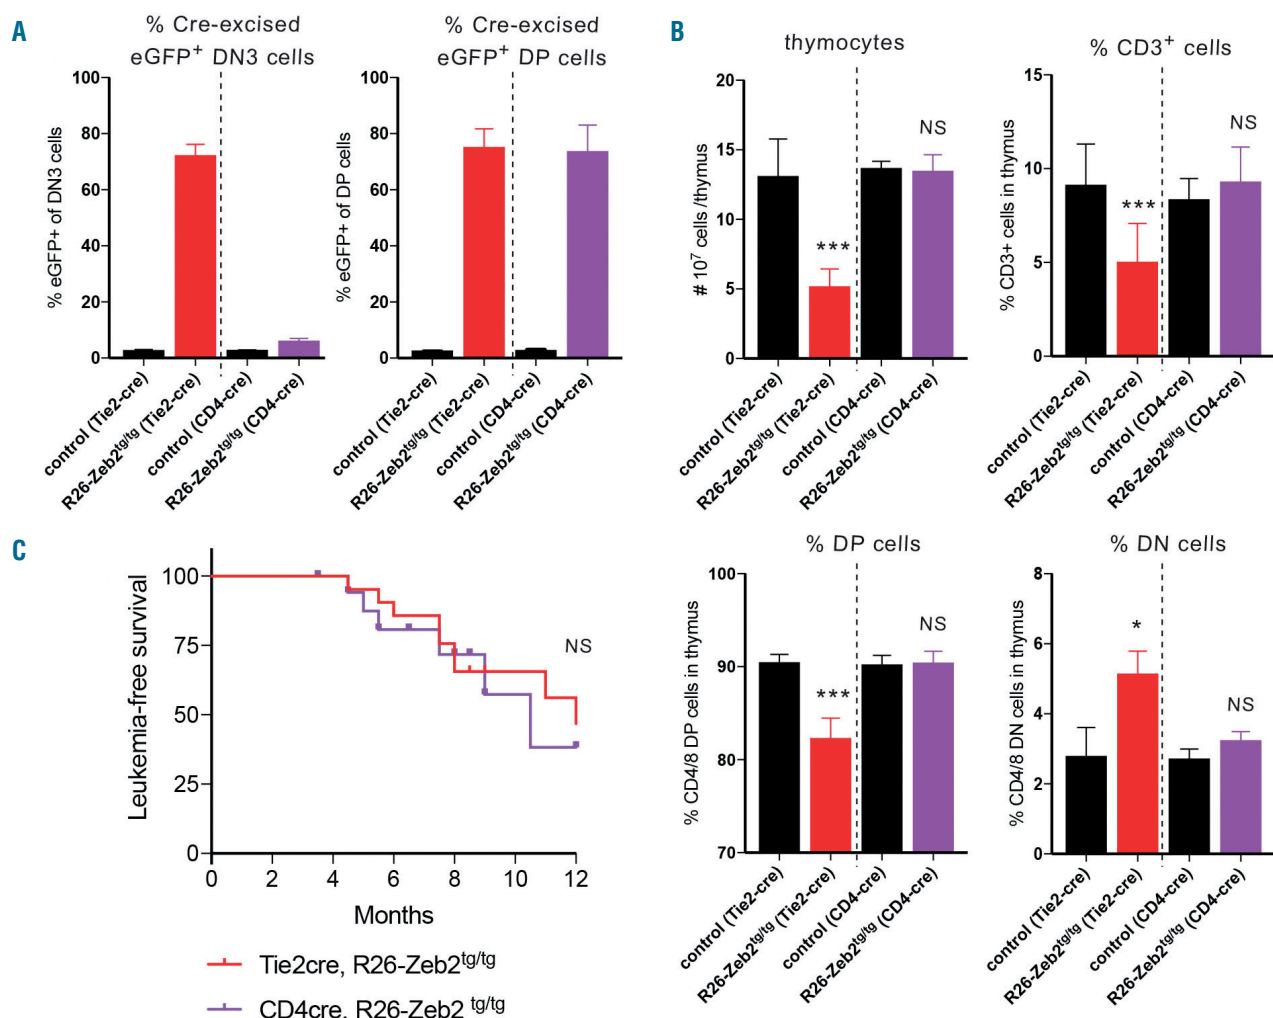 A
% Cre-excised
eGFP+ DN3 cells
% eGFP+ of DN3 cells
100
80
60
40
20
0
control (Tie2-cre)
R26-Zeb2tg/tg (Tie2-cre)
control (CD4-cre)
R26-Zeb2tg/tg (CD4-cre)
% Cre-excised
eGFP+ DP cells
% eGFP+ of DP cells
100
80
60
40
20
0
control (Tie2-cre)
R26-Zeb2tg/tg (Tie2-cre)
control (CD4-cre)
R26-Zeb2tg/tg (CD4-cre)
B
thymocytes
# 10⁷ cells /thymus
20
15
10
5
0
***
NS
control (Tie2-cre)
R26-Zeb2tg/tg (Tie2-cre)
control (CD4-cre)
R26-Zeb2tg/tg (CD4-cre)
% CD3+ cells
% CD3+ cells in thymus
15
10
5
0
***
NS
control (Tie2-cre)
R26-Zeb2tg/tg (Tie2-cre)
control (CD4-cre)
R26-Zeb2tg/tg (CD4-cre)
% DP cells
% CD4/8 DP cells in thymus
100
90
80
70
***
NS
control (Tie2-cre)
R26-Zeb2tg/tg (Tie2-cre)
control (CD4-cre)
R26-Zeb2tg/tg (CD4-cre)
% DN cells
% CD4/8 DN cells in thymus
8
6
4
2
0
*
NS
control (Tie2-cre)
R26-Zeb2tg/tg (Tie2-cre)
control (CD4-cre)
R26-Zeb2tg/tg (CD4-cre)
C
Leukemia-free survival
100
75
50
25
0
NS
0 2 4 6 8 10 12
Months
Tie2cre, R26-Zeb2tg/tg
CD4cre, R26-Zeb2 tg/tg